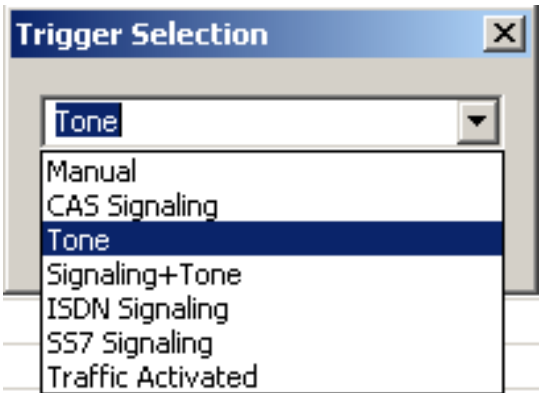 Trigger Selection
Tone
Manual
CAS Signaling
Tone
Signaling+Tone
ISDN Signaling
SS7 Signaling
Traffic Activated